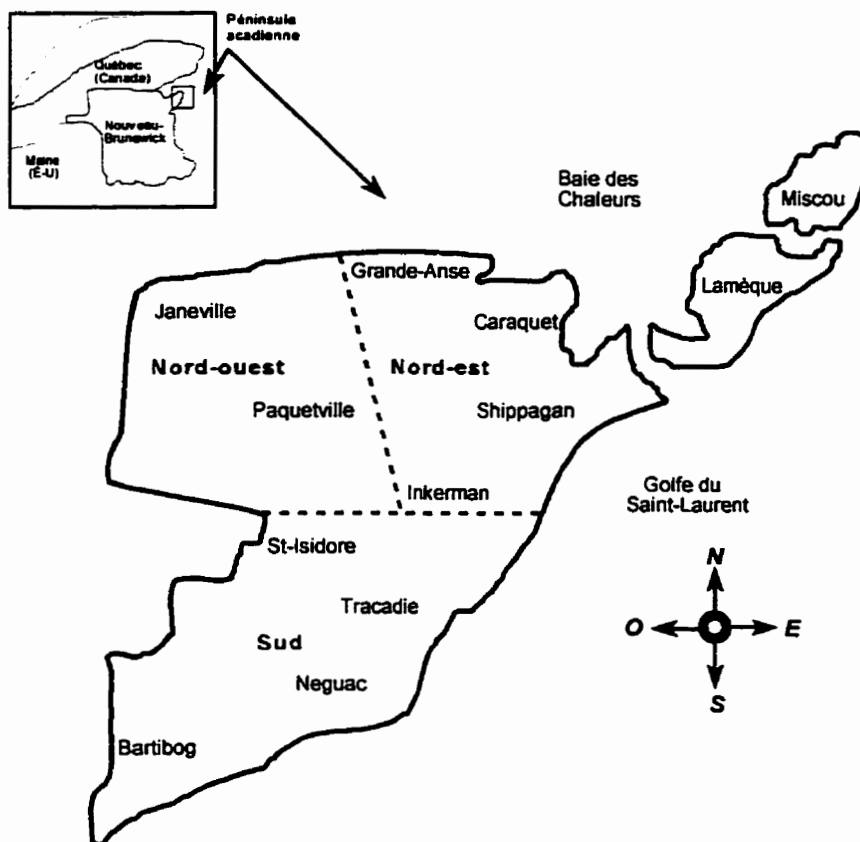 Péninsule
acadienne
Québec
(Canada)
Nouveau-
Brunswick
Maine
(É-U)
Baie des
Chaleurs
Miscou
Grande-Anse
Lamèque
Janeville
Caraquet
Nord-ouest
Nord-est
Paquetville
Shippagan
Inkerman
Golfe du
Saint-Laurent
St-Isidore
N
Tracadie
O
E
Sud
Neguac
S
Bartibog